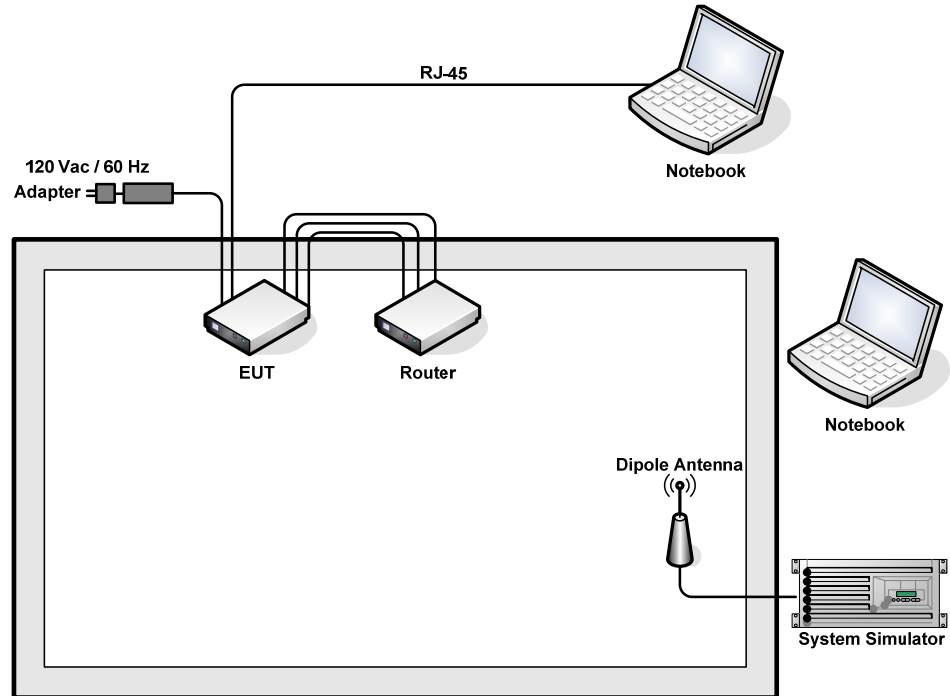 RJ-45
Notebook
120 Vac / 60 Hz
Adapter
EUT
Router
Notebook
Dipole Antenna
System Simulator